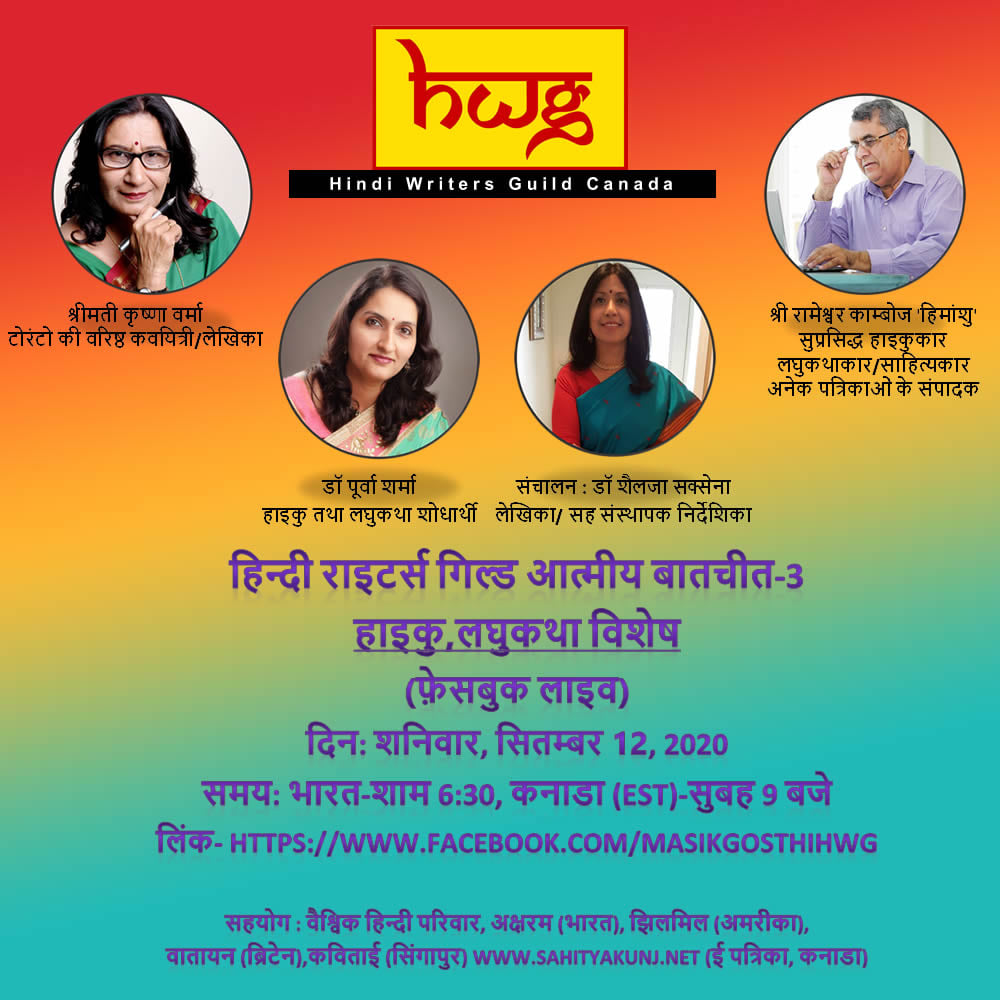 hwg
Hindi Writers Guild Canada
श्रीमती कृष्णा वर्मा
टोरंटो की वरिष्ठ कवयित्री/लेखिका
श्री रामेश्वर काम्बोज 'हिमांशु'
सुप्रसिद्ध हाइकुकार
लघुकथाकार/साहित्यकार
अनेक पत्रिकाओं के संपादक
डॉ पूर्वा शर्मा
हाइकु तथा लघुकथा शोधार्थी
संचालन : डॉ शैलजा सक्सेना
लेखिका/ सह संस्थापक निर्देशिका
हिन्दी राइटर्स गिल्ड आत्मीय बातचीत-3
हाइकु,लघुकथा विशेष
(फ़ेसबुक लाइव)
दिन: शनिवार, सितम्बर 12, 2020
समय: भारत-शाम 6:30, कनाडा (EST)-सुबह 9 बजे
लिंक- HTTPS://WWW.FACEBOOK.COM/MASIKGOSTHIHWG
सहयोग : वैश्विक हिन्दी परिवार, अक्षरम (भारत), झिलमिल (अमरीका),
वातायन (ब्रिटेन),कविताई (सिंगापुर) WWW.SAHITYAKUNJ.NET (ई पत्रिका, कनाडा)